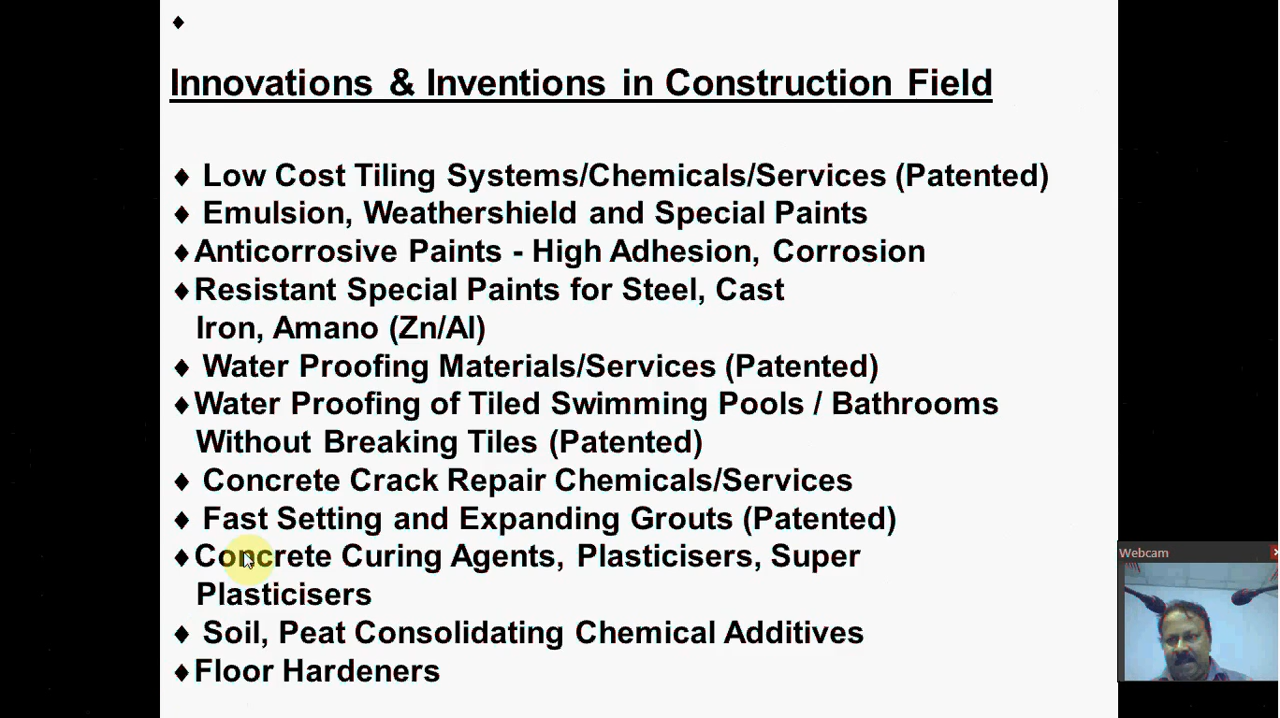 ♦
Innovations & Inventions in Construction Field
♦ Low Cost Tiling Systems/Chemicals/Services (Patented)
♦ Emulsion, Weathershield and Special Paints
♦Anticorrosive Paints - High Adhesion, Corrosion
♦Resistant Special Paints for Steel, Cast
Iron, Amano (Zn/Al)
♦ Water Proofing Materials/Services (Patented)
♦Water Proofing of Tiled Swimming Pools / Bathrooms
Without Breaking Tiles (Patented)
♦ Concrete Crack Repair Chemicals/Services
♦ Fast Setting and Expanding Grouts (Patented)
♦Concrete Curing Agents, Plasticisers, Super
Plasticisers
♦ Soil, Peat Consolidating Chemical Additives
♦Floor Hardeners
Webcam